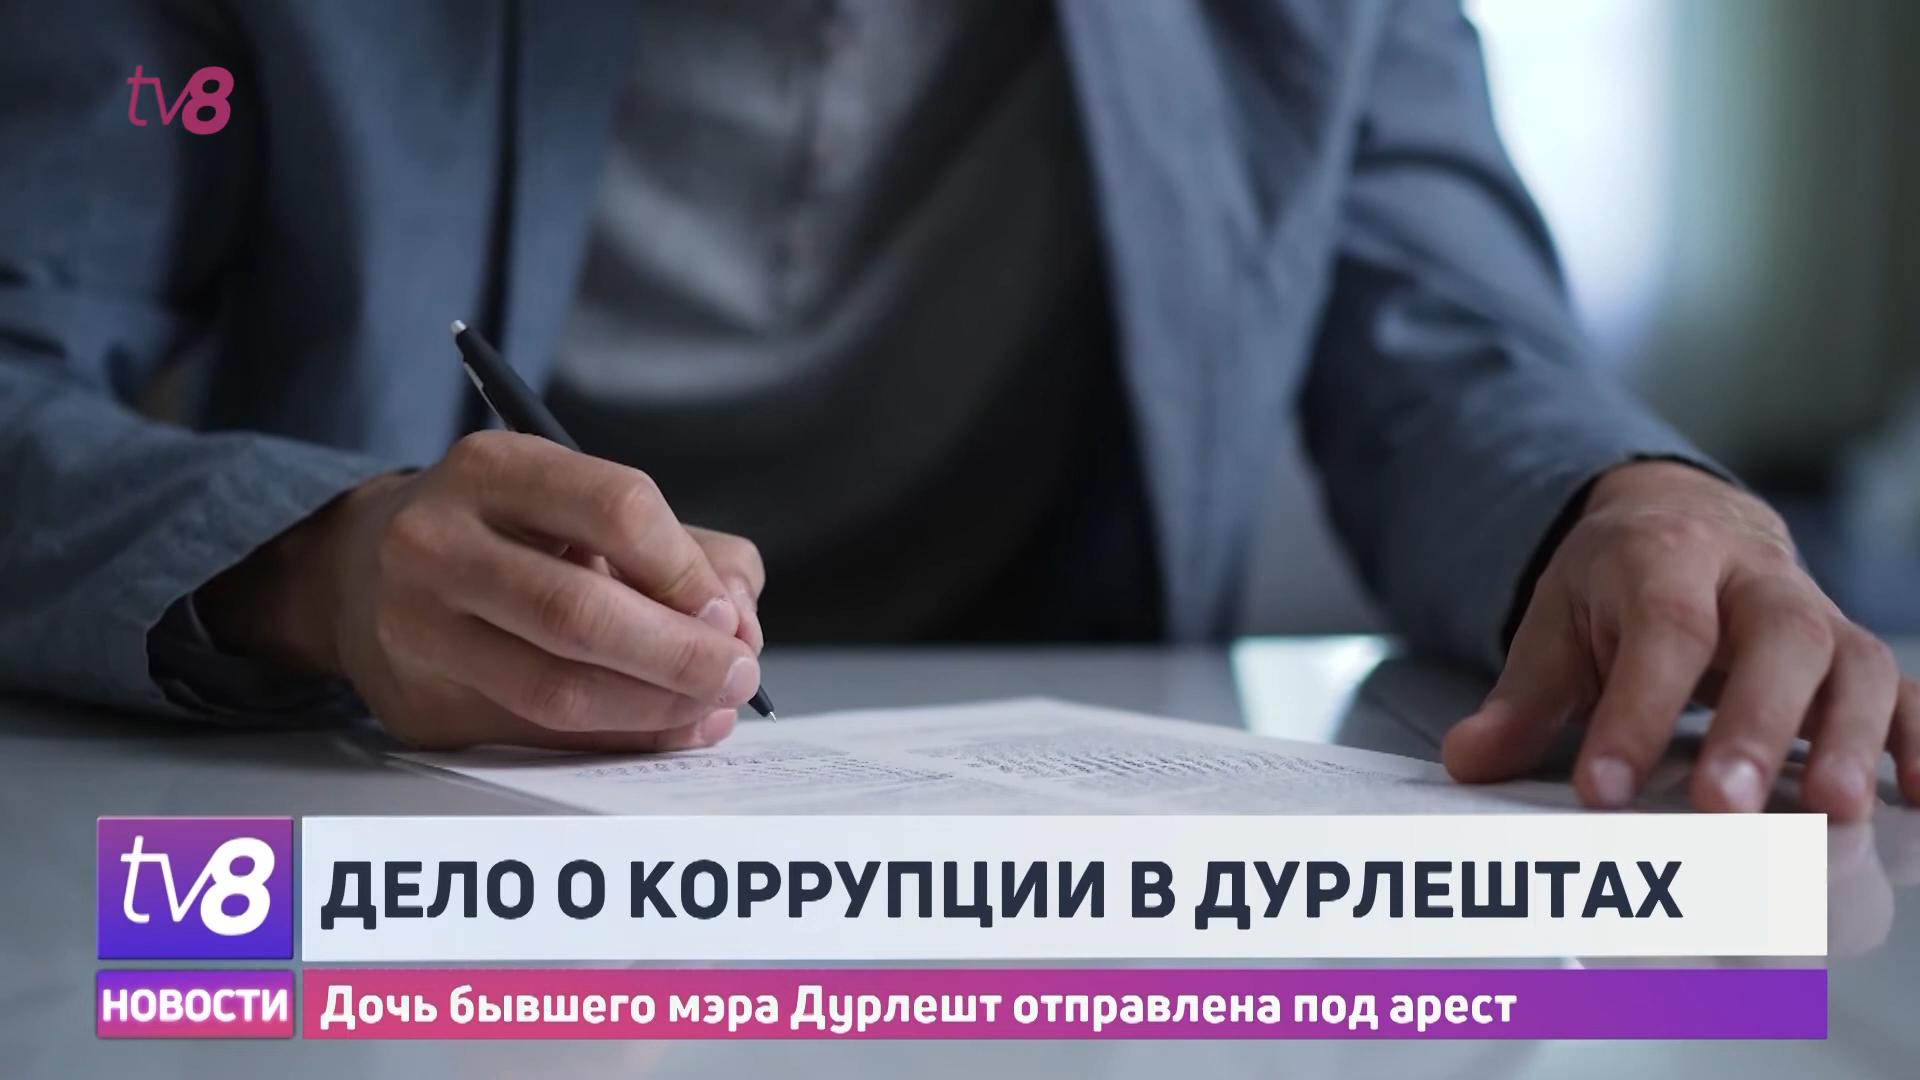 tv8
tv8
ДЕЛО О КОРРУПЦИИ В ДУРЛЕШТАХ
НОВОСТИ
Дочь бывшего мэра Дурлешт отправлена под арест